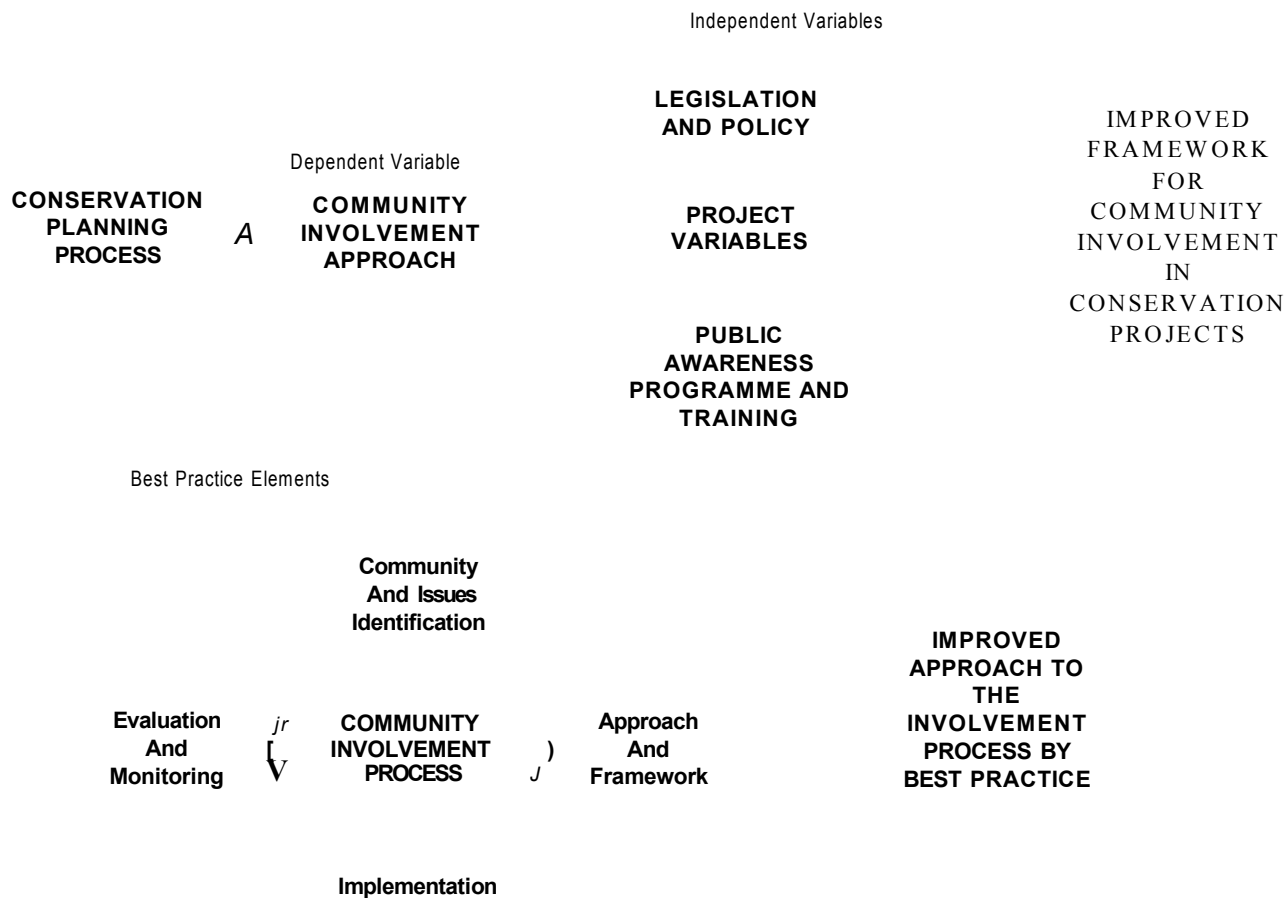 Independent Variables
LEGISLATION
AND POLICY
IMPROVED
FRAMEWORK
FOR
COMMUNITY
INVOLVEMENT
IN
CONSERVATION
PROJECTS
Dependent Variable
CONSERVATION
PLANNING
PROCESS
A
COMMUNITY
INVOLVEMENT
APPROACH
PROJECT
VARIABLES
PUBLIC
AWARENESS
PROGRAMME AND
TRAINING
Best Practice Elements
Community
And Issues
Identification
Evaluation
And
Monitoring
jr
[
V
COMMUNITY
INVOLVEMENT
PROCESS
)
J
Approach
And
Framework
IMPROVED
APPROACH TO
THE
INVOLVEMENT
PROCESS BY
BEST PRACTICE
Implementation